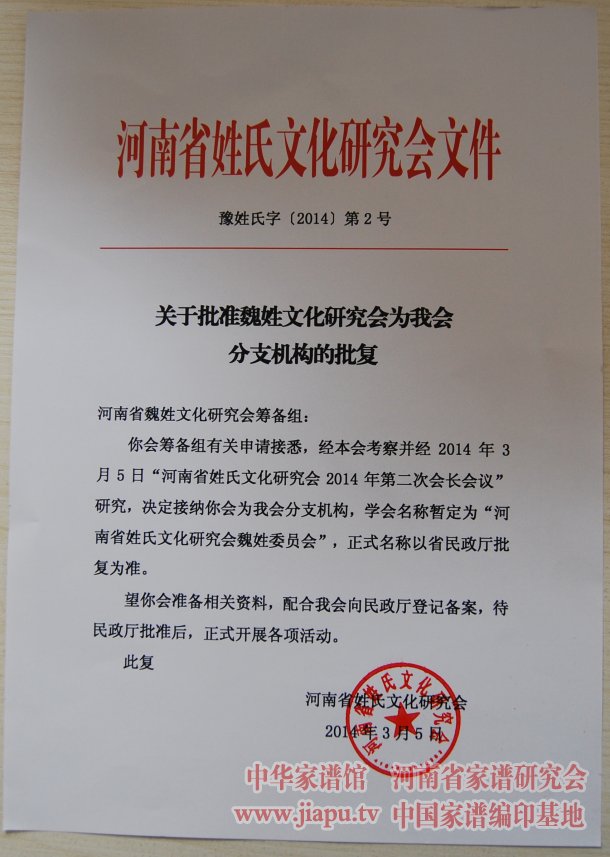 河南省姓氏文化研究会文件
豫姓氏字〔2014〕第2号
关于批准魏姓文化研究会为我会
分支机构的批复
河南省魏姓文化研究会筹备组：
你会筹备组有关申请接悉，经本会考察并经 2014 年 3
月 5 日“河南省姓氏文化研究会 2014 年第二次会长会议”
研究，决定接纳你会为我会分支机构，学会名称暂定为“河
南省姓氏文化研究会魏姓委员会”，正式名称以省民政厅批
复为准。
望你会准备相关资料，配合我会向民政厅登记备案，待
民政厅批准后，正式开展各项活动。
此复
河南省姓氏文化研究会
2014 年 3 月 5 日
河南省姓氏文化研究会
中华家谱馆 河南省家谱研究会
www.jiapu.tv 中国家谱编印基地